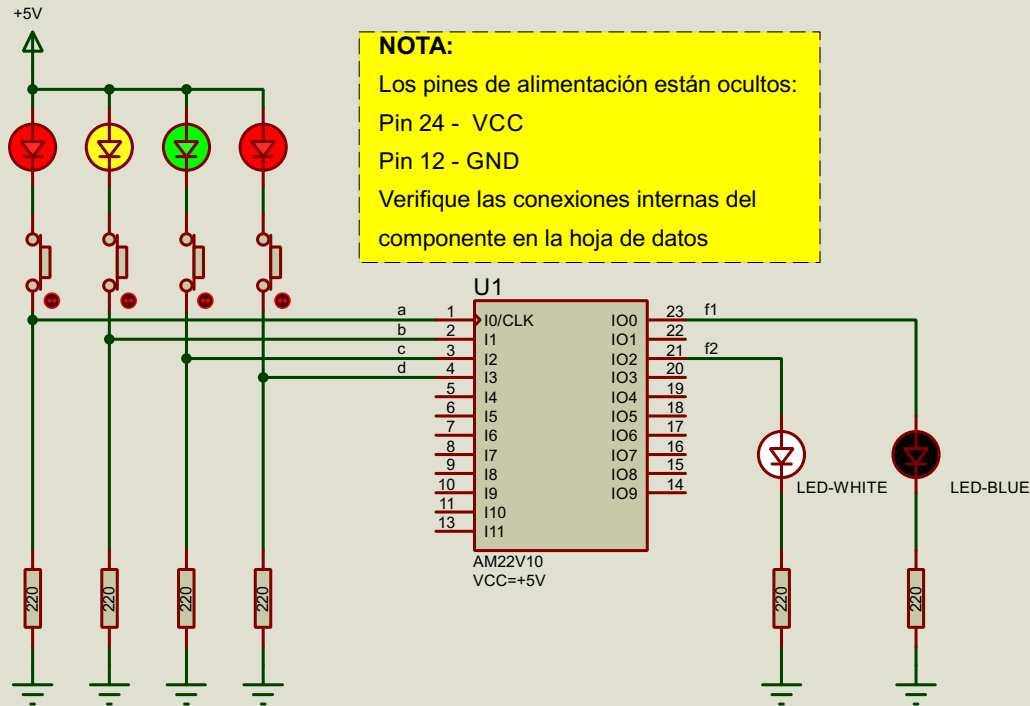 +5V
NOTA:
Los pines de alimentación están ocultos:
Pin 24 - VCC
Pin 12 - GND
Verifique las conexiones internas del
componente en la hoja de datos
U1
a 1 I0/CLK IO0 23 f1
b 2 I1 IO1 22
c 3 I2 IO2 21 f2
d 4 I3 IO3 20
5 I4 IO4 19
6 I5 IO5 18
7 I6 IO6 17
8 I7 IO7 16
9 I8 IO8 15
10 I9 IO9 14
11 I10
13 I11
LED-WHITE
LED-BLUE
AM22V10
VCC=+5V
220
220
220
220
220
220